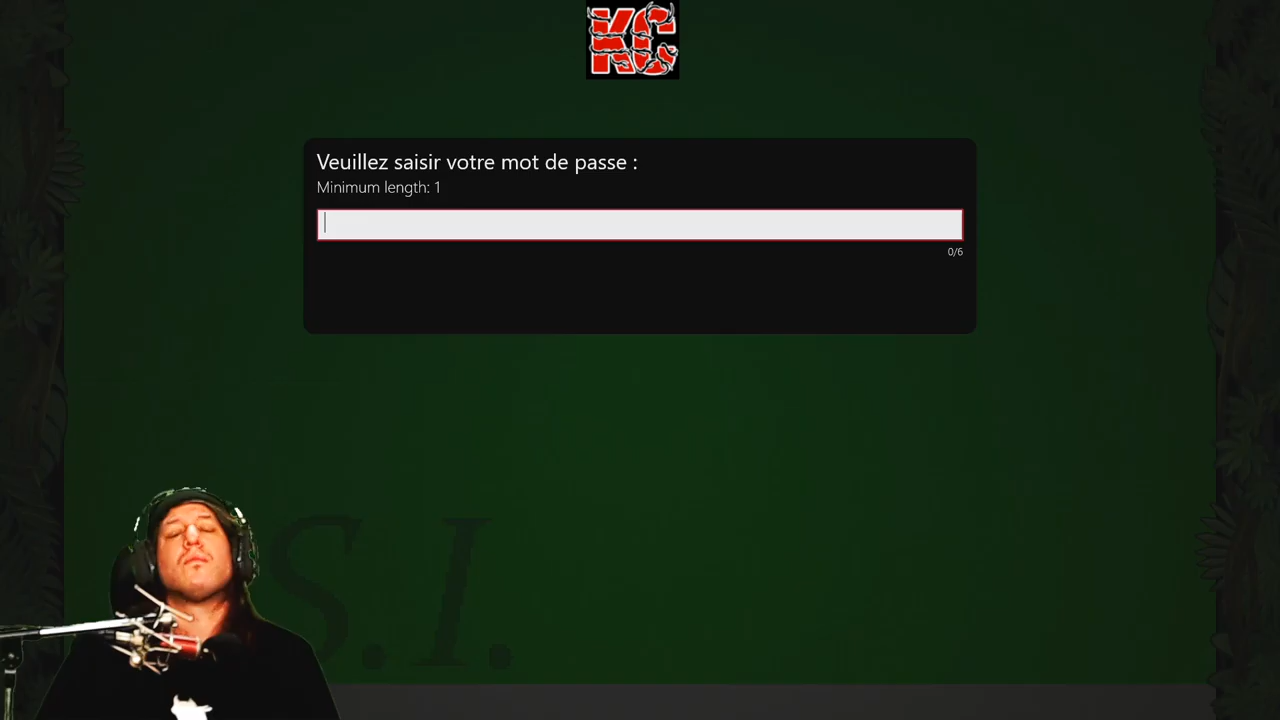 KC
Veuillez saisir votre mot de passe :
Minimum length: 1
0/6
S.I.